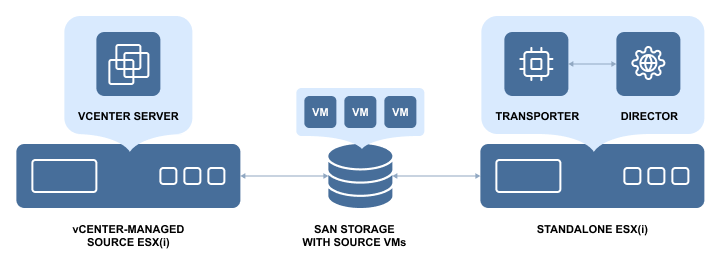 VCENTER SERVER
VM VM VM
TRANSPORTER
DIRECTOR
vCENTER-MANAGED
SOURCE ESX(i)
SAN STORAGE
WITH SOURCE VMs
STANDALONE ESX(i)